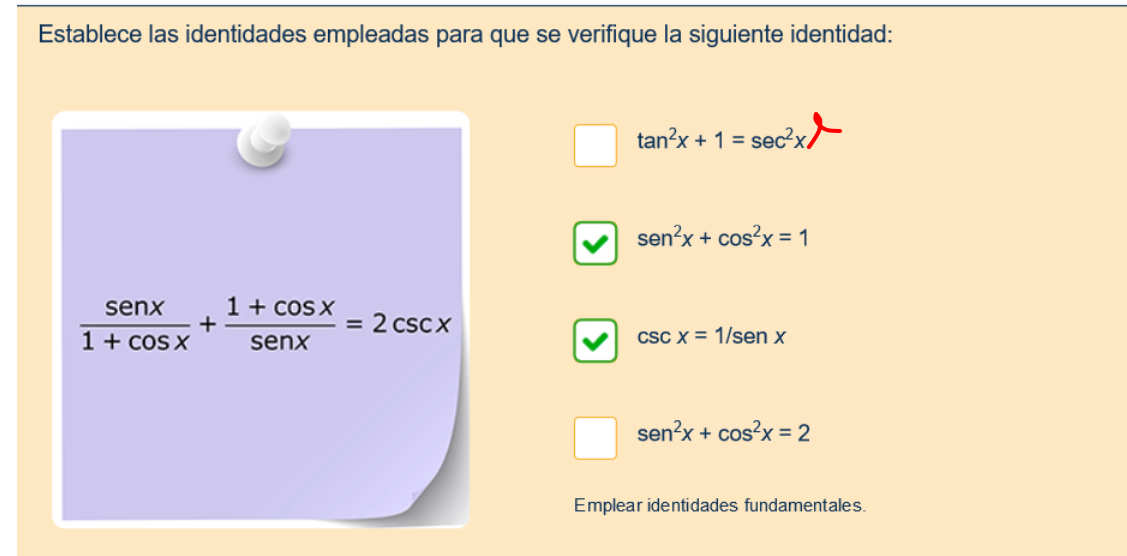 Establece las identidades empleadas para que se verifique la siguiente identidad:
senx/(1 + cos x) + (1 + cos x)/senx = 2 csc x
tan²x + 1 = sec²x
sen²x + cos²x = 1
csc x = 1/sen x
sen²x + cos²x = 2
Emplear identidades fundamentales.